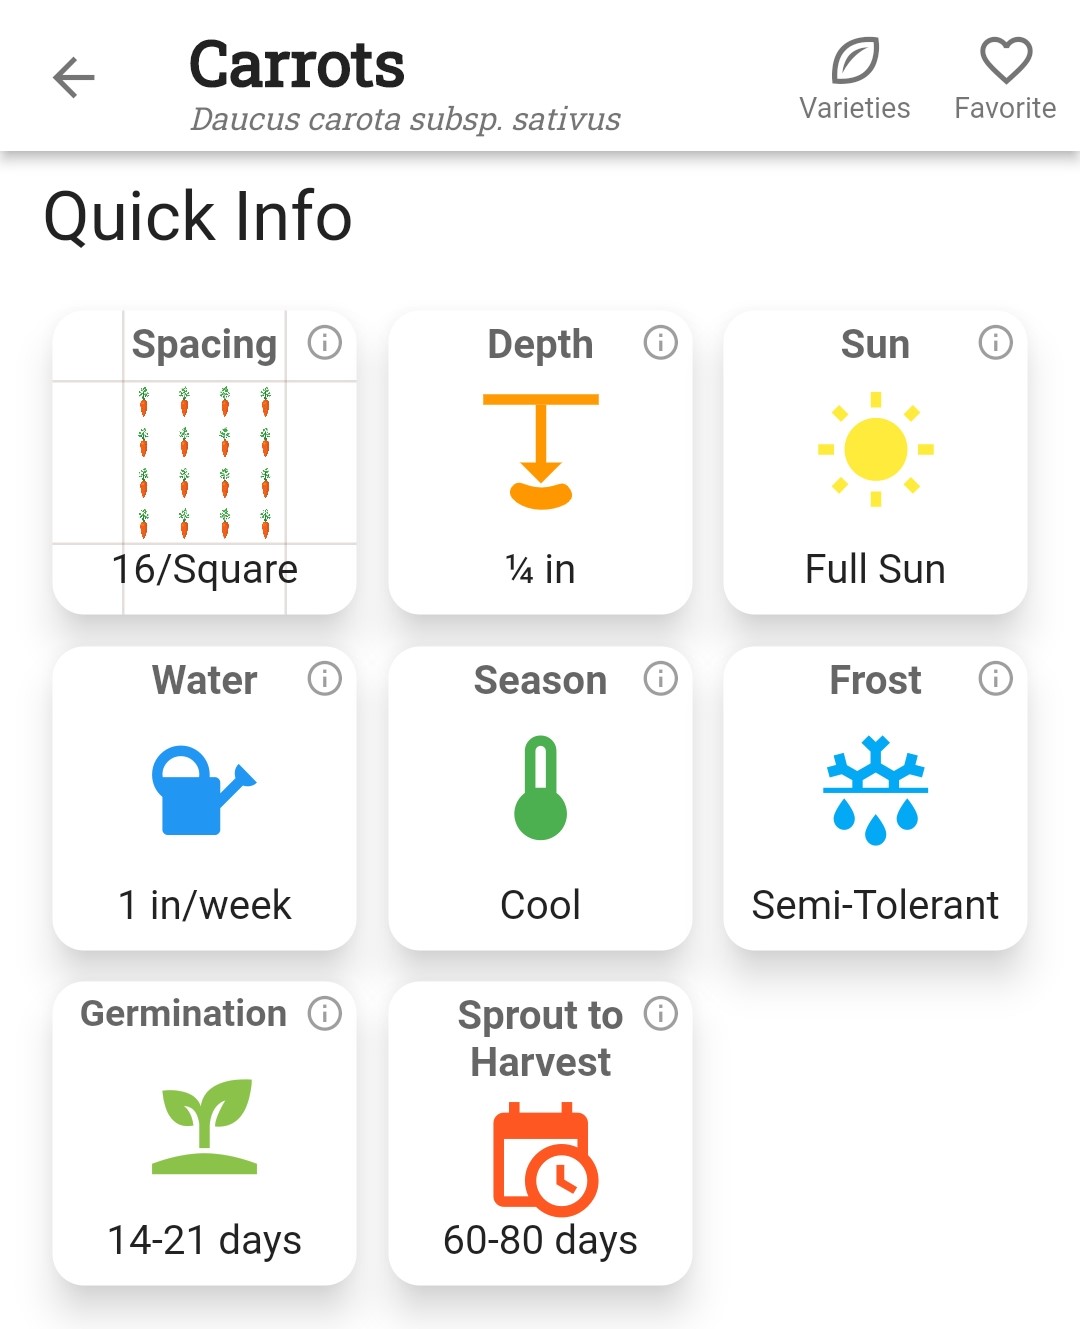 Carrots
Daucus carota subsp. sativus
Varieties
Favorite
Quick Info
Spacing
16/Square
Depth
¼ in
Sun
Full Sun
Water
1 in/week
Season
Cool
Frost
Semi-Tolerant
Germination
14-21 days
Sprout to
Harvest
60-80 days